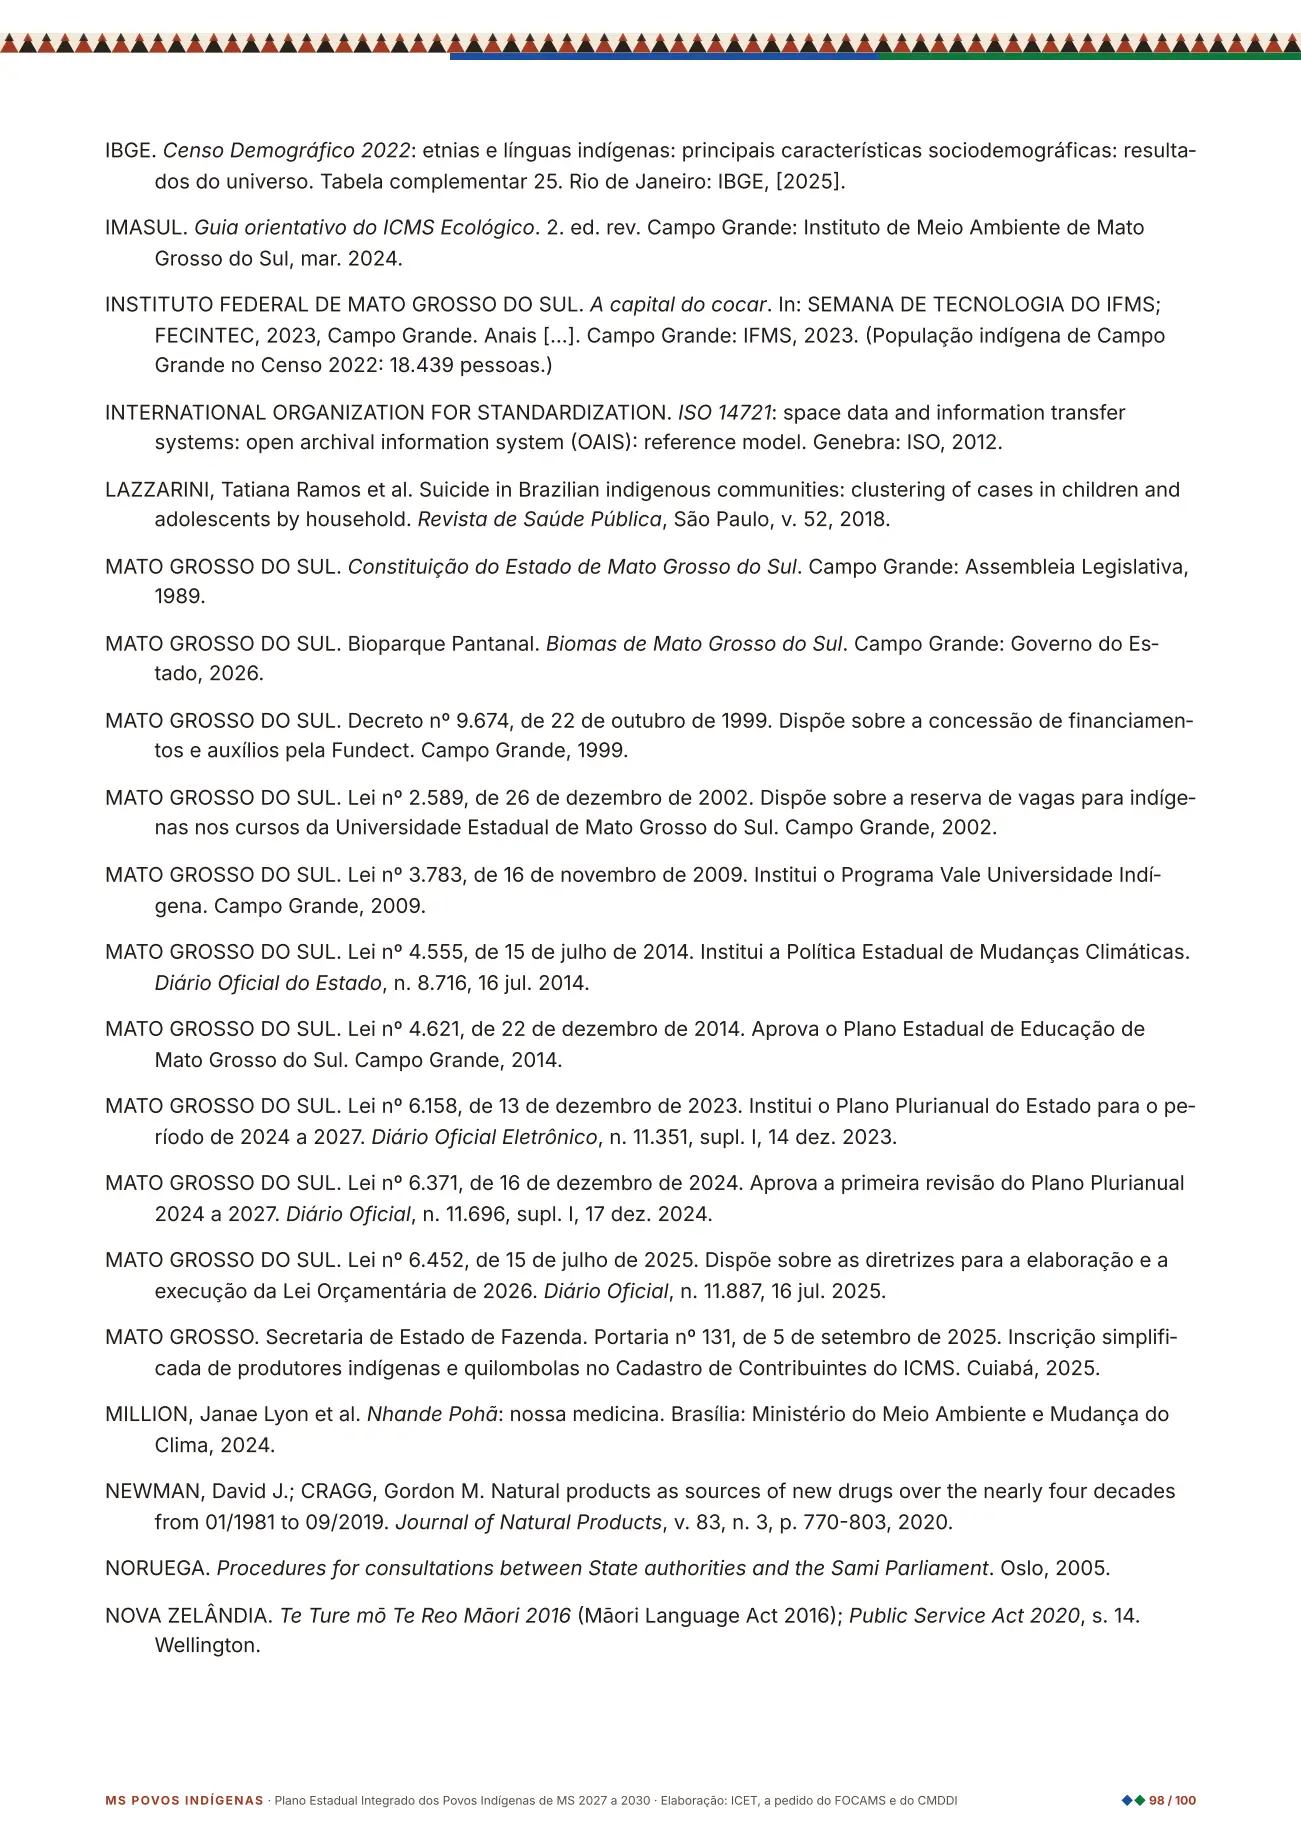 IBGE. Censo Demográfico 2022: etnias e línguas indígenas: principais características sociodemográficas: resulta-
dos do universo. Tabela complementar 25. Rio de Janeiro: IBGE, [2025].
IMASUL. Guia orientativo do ICMS Ecológico. 2. ed. rev. Campo Grande: Instituto de Meio Ambiente de Mato
Grosso do Sul, mar. 2024.
INSTITUTO FEDERAL DE MATO GROSSO DO SUL. A capital do cocar. In: SEMANA DE TECNOLOGIA DO IFMS;
FECINTEC, 2023, Campo Grande. Anais [...]. Campo Grande: IFMS, 2023. (População indígena de Campo
Grande no Censo 2022: 18.439 pessoas.)
INTERNATIONAL ORGANIZATION FOR STANDARDIZATION. ISO 14721: space data and information transfer
systems: open archival information system (OAIS): reference model. Genebra: ISO, 2012.
LAZZARINI, Tatiana Ramos et al. Suicide in Brazilian indigenous communities: clustering of cases in children and
adolescents by household. Revista de Saúde Pública, São Paulo, v. 52, 2018.
MATO GROSSO DO SUL. Constituição do Estado de Mato Grosso do Sul. Campo Grande: Assembleia Legislativa,
1989.
MATO GROSSO DO SUL. Bioparque Pantanal. Biomas de Mato Grosso do Sul. Campo Grande: Governo do Es-
tado, 2026.
MATO GROSSO DO SUL. Decreto nº 9.674, de 22 de outubro de 1999. Dispõe sobre a concessão de financiamen-
tos e auxílios pela Fundect. Campo Grande, 1999.
MATO GROSSO DO SUL. Lei nº 2.589, de 26 de dezembro de 2002. Dispõe sobre a reserva de vagas para indíge-
nas nos cursos da Universidade Estadual de Mato Grosso do Sul. Campo Grande, 2002.
MATO GROSSO DO SUL. Lei nº 3.783, de 16 de novembro de 2009. Institui o Programa Vale Universidade Indí-
gena. Campo Grande, 2009.
MATO GROSSO DO SUL. Lei nº 4.555, de 15 de julho de 2014. Institui a Política Estadual de Mudanças Climáticas.
Diário Oficial do Estado, n. 8.716, 16 jul. 2014.
MATO GROSSO DO SUL. Lei nº 4.621, de 22 de dezembro de 2014. Aprova o Plano Estadual de Educação de
Mato Grosso do Sul. Campo Grande, 2014.
MATO GROSSO DO SUL. Lei nº 6.158, de 13 de dezembro de 2023. Institui o Plano Plurianual do Estado para o pe-
ríodo de 2024 a 2027. Diário Oficial Eletrônico, n. 11.351, supl. I, 14 dez. 2023.
MATO GROSSO DO SUL. Lei nº 6.371, de 16 de dezembro de 2024. Aprova a primeira revisão do Plano Plurianual
2024 a 2027. Diário Oficial, n. 11.696, supl. I, 17 dez. 2024.
MATO GROSSO DO SUL. Lei nº 6.452, de 15 de julho de 2025. Dispõe sobre as diretrizes para a elaboração e a
execução da Lei Orçamentária de 2026. Diário Oficial, n. 11.887, 16 jul. 2025.
MATO GROSSO. Secretaria de Estado de Fazenda. Portaria nº 131, de 5 de setembro de 2025. Inscrição simplifi-
cada de produtores indígenas e quilombolas no Cadastro de Contribuintes do ICMS. Cuiabá, 2025.
MILLION, Janae Lyon et al. Nhande Pohã: nossa medicina. Brasília: Ministério do Meio Ambiente e Mudança do
Clima, 2024.
NEWMAN, David J.; CRAGG, Gordon M. Natural products as sources of new drugs over the nearly four decades
from 01/1981 to 09/2019. Journal of Natural Products, v. 83, n. 3, p. 770-803, 2020.
NORUEGA. Procedures for consultations between State authorities and the Sami Parliament. Oslo, 2005.
NOVA ZELÂNDIA. Te Ture mō Te Reo Māori 2016 (Māori Language Act 2016); Public Service Act 2020, s. 14.
Wellington.
MS POVOS INDÍGENAS · Plano Estadual Integrado dos Povos Indígenas de MS 2027 a 2030 · Elaboração: ICET, a pedido do FOCAMS e do CMDDI
98 / 100